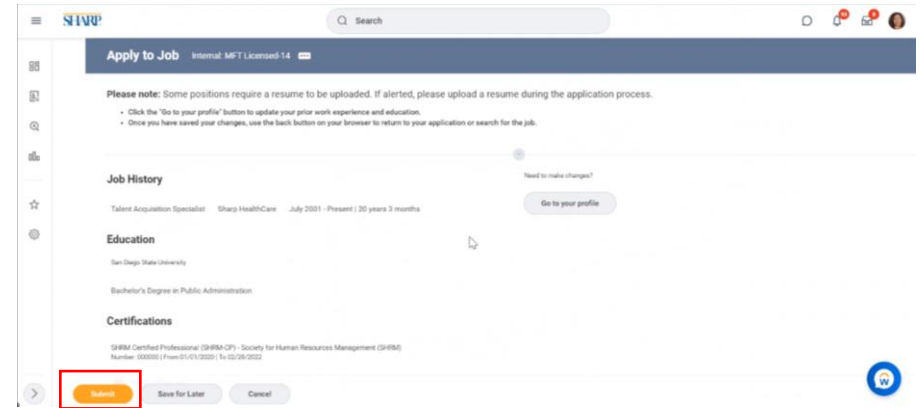 SHARP
Search
Apply to Job Internal: MFT Licensed-14
Please note: Some positions require a resume to be uploaded. If alerted, please upload a resume during the application process.
Click the "Go to your profile" button to update your prior work experience and education.
Once you have saved your changes, use the back button on your browser to return to your application or search for the job.
Job History
Need to make changes?
Go to your profile
Talent Acquisition Specialist Sharp HealthCare July 2001 - Present | 20 years 3 months
Education
San Diego State University
Bachelor's Degree in Public Administration
Certifications
SHRM Certified Professional (SHRM-CP) - Society for Human Resources Management (SHRM)
Number: 000000 | From 01/01/2020 | To 02/28/2022
Submit Save for Later Cancel